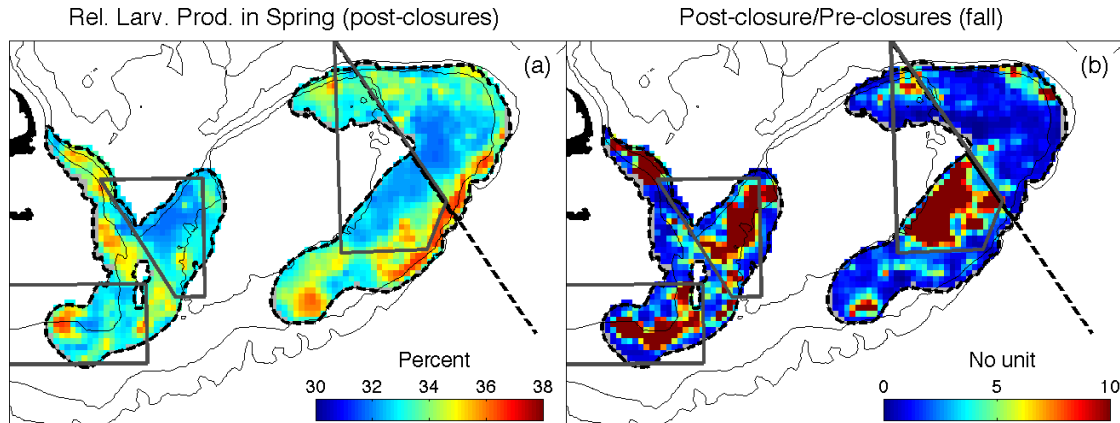 Rel. Larv. Prod. in Spring (post-closures)
Post-closure/Pre-closures (fall)
(a)
(b)
Percent
30 32 34 36 38
No unit
0 5 10